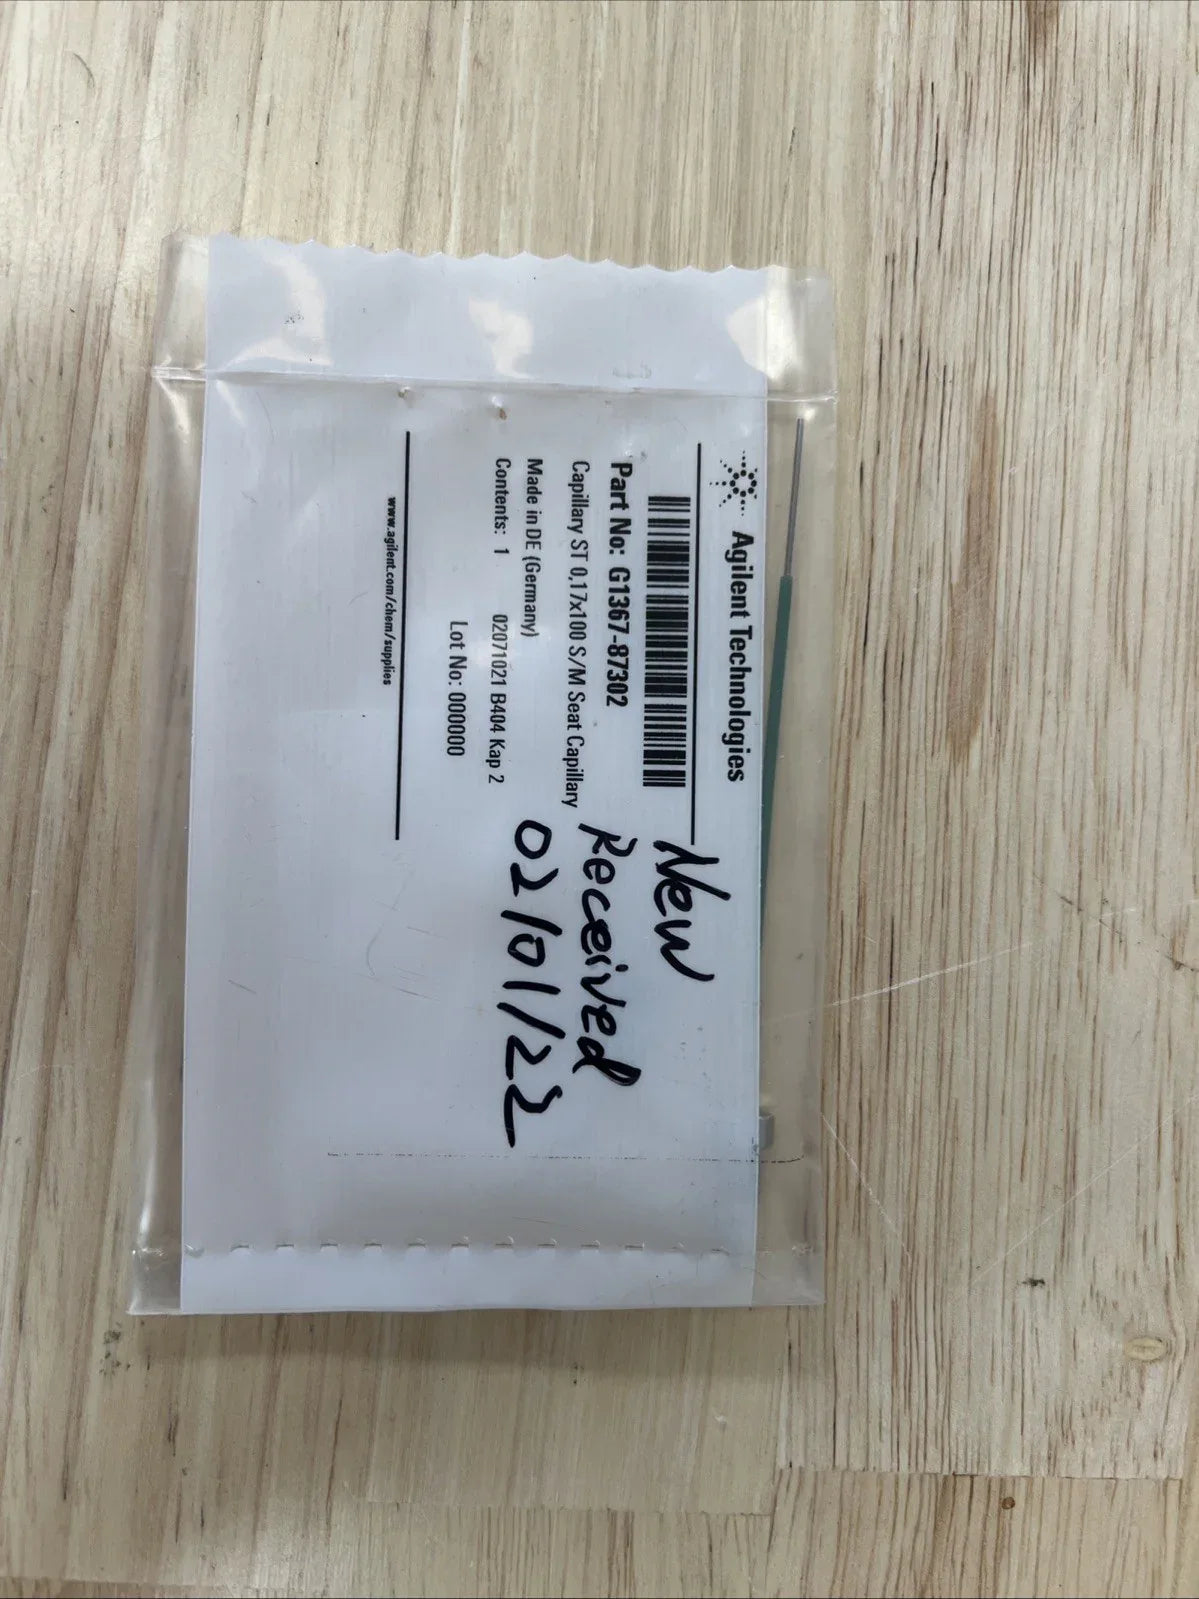 Agilent Technologies
Part No: G1367-87302
Capillary ST 0,17x100 S/M Seat Capillary
Made in DE (Germany)
Contents: 1 02071021 B404 Kap 2
Lot No: 000000
www.agilent.com/chem/supplies
New
Received
02/01/22